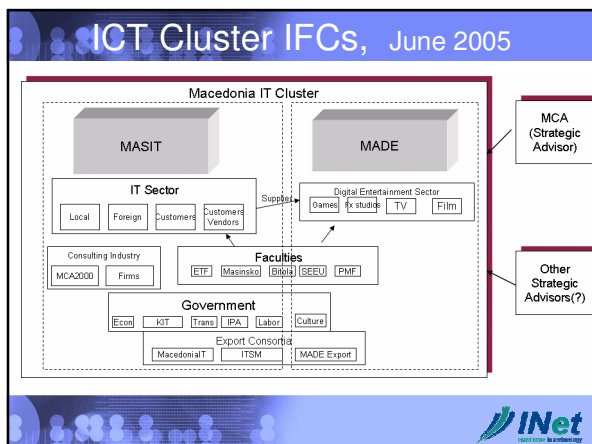 ICT Cluster IFCs, June 2005
Macedonia IT Cluster
MASIT
MADE
MCA
(Strategic
Advisor)
IT Sector
Local
Foreign
Customers
Customers
Vendors
Supplier
Digital Entertainment Sector
Games
Fx studios
TV
Film
Consulting Industry
MCA2000
Firms
Faculties
ETF
Masinsko
Bitola
SEEU
PMF
Other
Strategic
Advisors(?)
Government
Econ
KIT
Trans
IPA
Labor
Culture
Export Consortia
MacedoniaIT
ITSM
MADE Export
INet